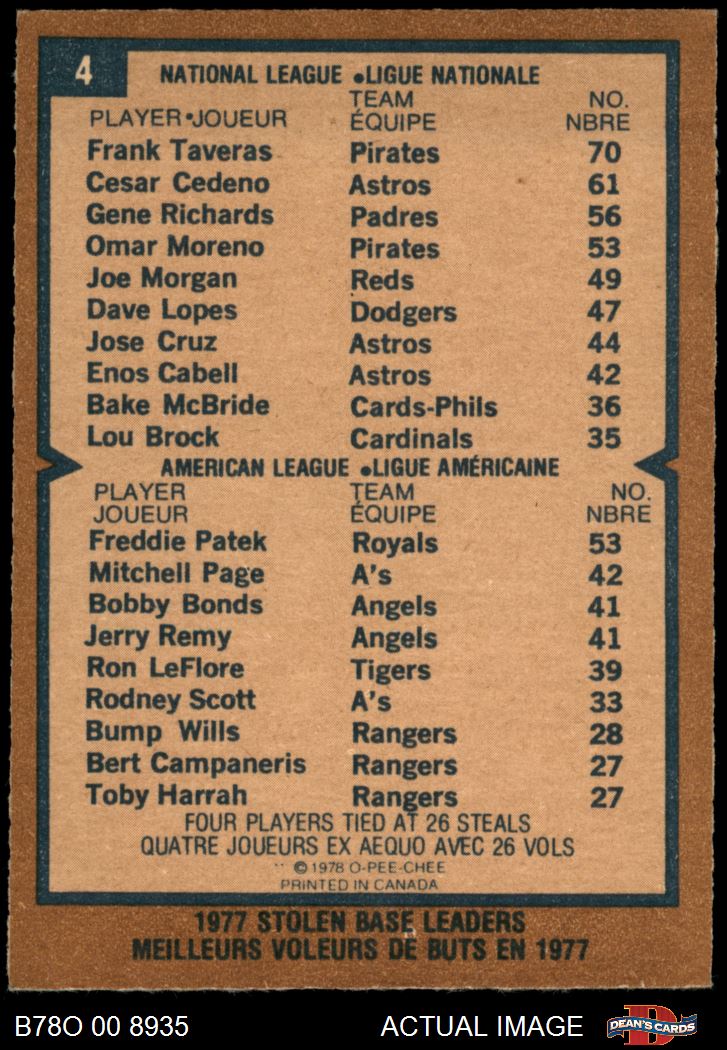 4
NATIONAL LEAGUE •LIGUE NATIONALE
PLAYER•JOUEUR TEAM ÉQUIPE NO. NBRE
Frank Taveras Pirates 70
Cesar Cedeno Astros 61
Gene Richards Padres 56
Omar Moreno Pirates 53
Joe Morgan Reds 49
Dave Lopes Dodgers 47
Jose Cruz Astros 44
Enos Cabell Astros 42
Bake McBride Cards-Phils 36
Lou Brock Cardinals 35
AMERICAN LEAGUE •LIGUE AMÉRICAINE
PLAYER TEAM NO.
JOUEUR ÉQUIPE NBRE
Freddie Patek Royals 53
Mitchell Page A's 42
Bobby Bonds Angels 41
Jerry Remy Angels 41
Ron LeFlore Tigers 39
Rodney Scott A's 33
Bump Wills Rangers 28
Bert Campaneris Rangers 27
Toby Harrah Rangers 27
FOUR PLAYERS TIED AT 26 STEALS
QUATRE JOUEURS EX AEQUO AVEC 26 VOLS
©1978 O-PEE-CHEE
PRINTED IN CANADA
1977 STOLEN BASE LEADERS
MEILLEURS VOLEURS DE BUTS EN 1977
B78O 00 8935 ACTUAL IMAGE D DEAN'S CARDS